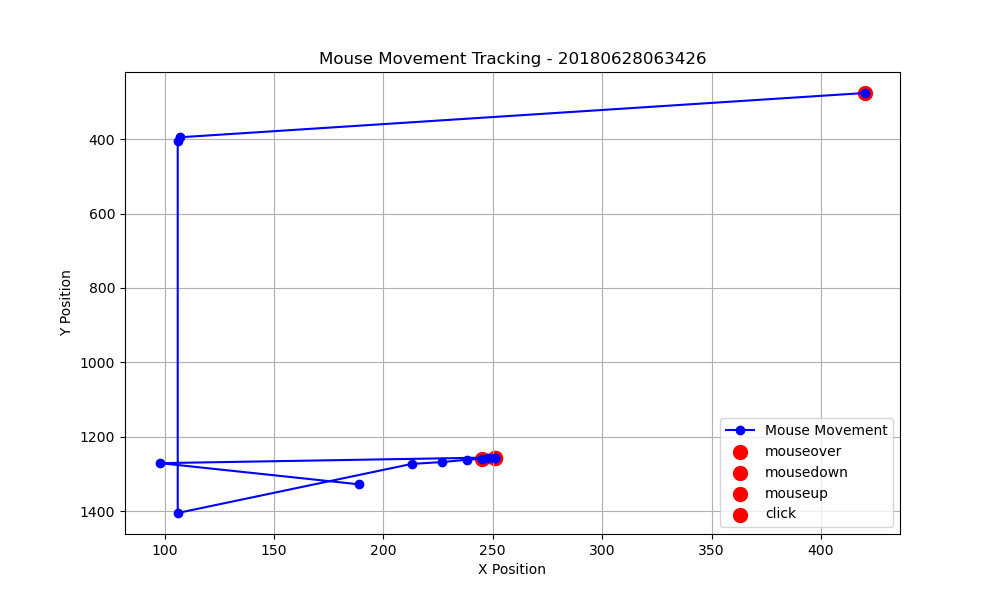 Mouse Movement Tracking - 20180628063426
Y Position
400
600
800
1000
1200
1400
100
150
200
250
300
350
400
X Position
Mouse Movement
mouseover
mousedown
mouseup
click